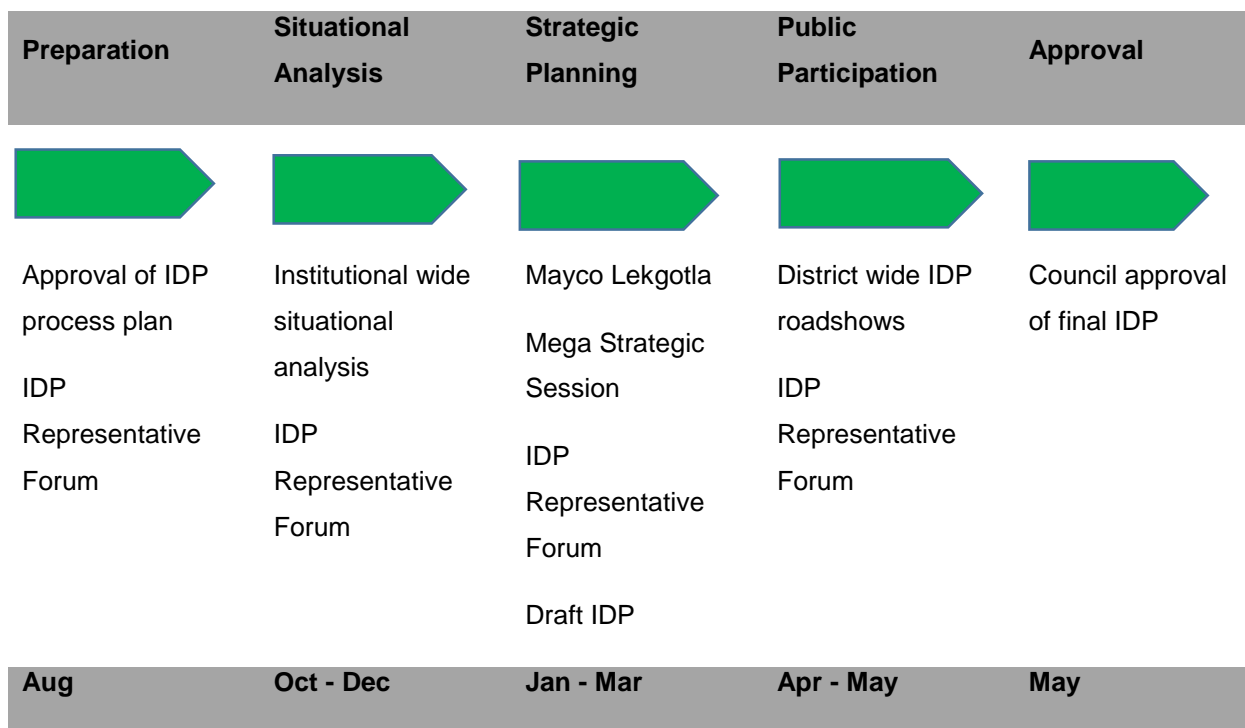 Preparation
Situational
Analysis
Strategic
Planning
Public
Participation
Approval
Approval of IDP
process plan
IDP
Representative
Forum
Institutional wide
situational
analysis
IDP
Representative
Forum
Mayco Lekgotla
Mega Strategic
Session
IDP
Representative
Forum
Draft IDP
District wide IDP
roadshows
IDP
Representative
Forum
Council approval
of final IDP
Aug
Oct - Dec
Jan - Mar
Apr - May
May